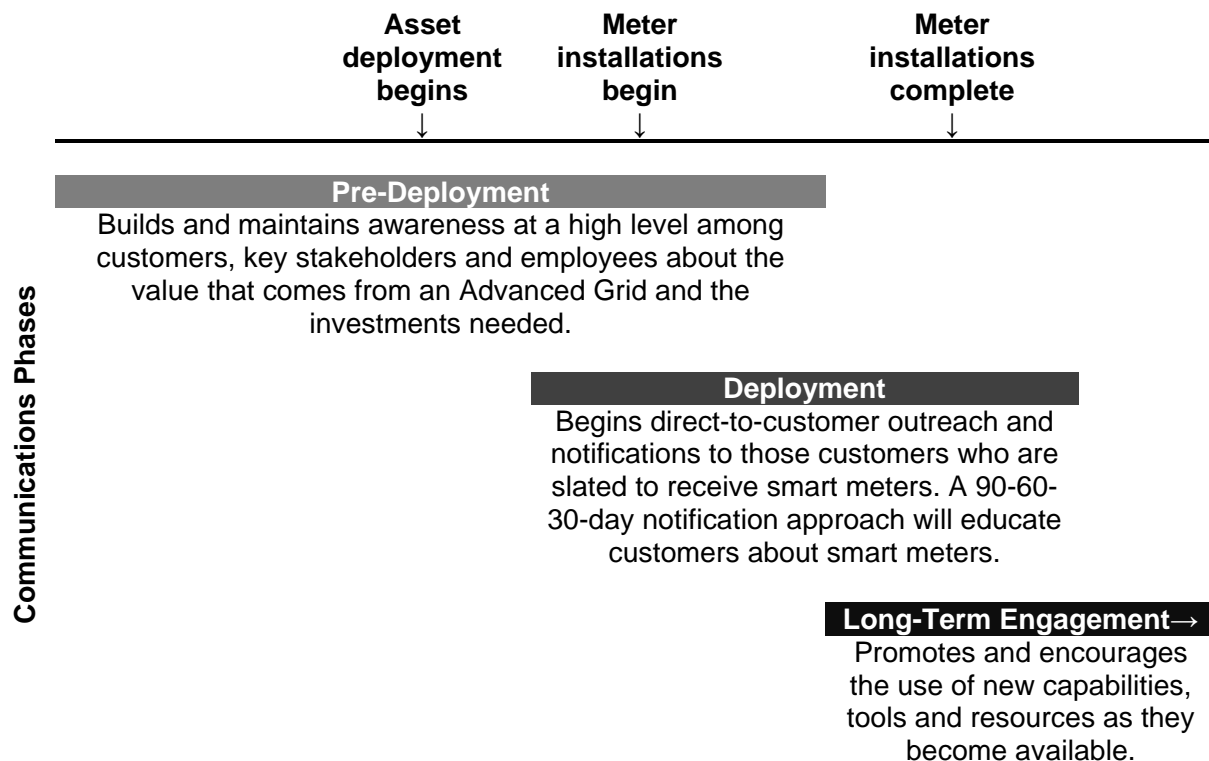 Asset
deployment
begins
↓
Meter
installations
begin
↓
Meter
installations
complete
↓
Communications Phases
Pre-Deployment
Builds and maintains awareness at a high level among
customers, key stakeholders and employees about the
value that comes from an Advanced Grid and the
investments needed.
Deployment
Begins direct-to-customer outreach and
notifications to those customers who are
slated to receive smart meters. A 90-60-
30-day notification approach will educate
customers about smart meters.
Long-Term Engagement→
Promotes and encourages
the use of new capabilities,
tools and resources as they
become available.